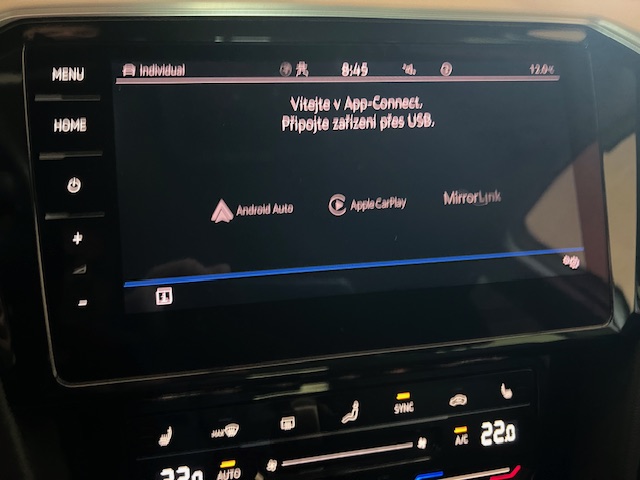 MENU
Individual 8:45 12.0°C
HOME
Vítejte v App-Connect.
Připojte zařízení přes USB.
Android Auto Apple CarPlay MirrorLink
SYNC
MAX
A/C 22.0
AUTO